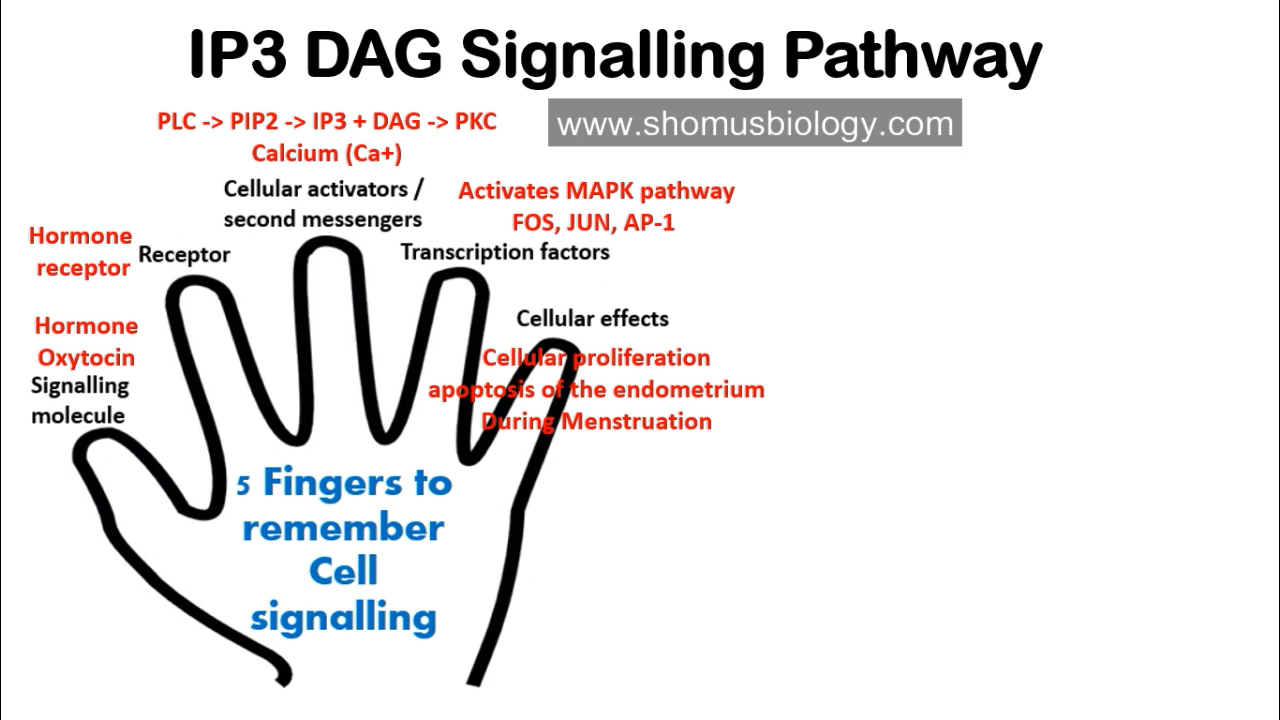 IP3 DAG Signalling Pathway
PLC -> PIP2 -> IP3 + DAG -> PKC
Calcium (Ca+)
www.shomusbiology.com
Cellular activators /
second messengers
Activates MAPK pathway
FOS, JUN, AP-1
Transcription factors
Hormone
receptor
Receptor
Hormone
Oxytocin
Signalling
molecule
Cellular effects
Cellular proliferation
apoptosis of the endometrium
During Menstruation
5 Fingers to
remember
Cell
signalling